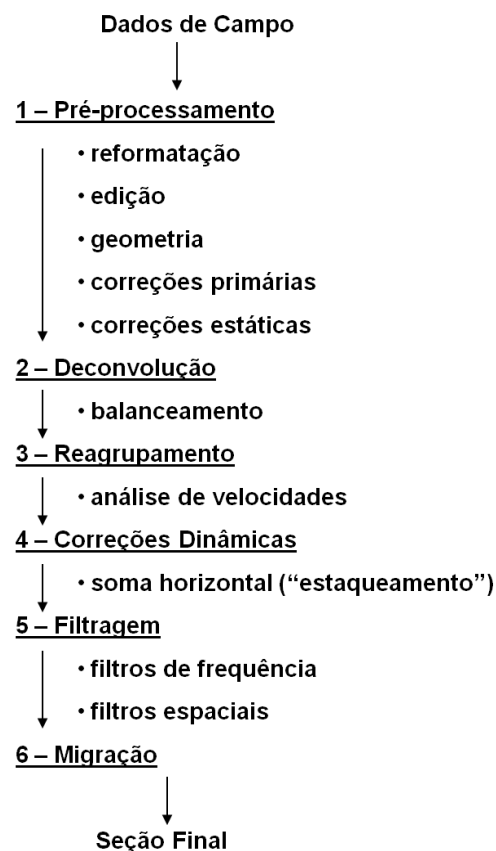 Dados de Campo
1 – Pré-processamento
• reformatação
• edição
• geometria
• correções primárias
• correções estáticas
2 – Deconvolução
• balanceamento
3 – Reagrupamento
• análise de velocidades
4 – Correções Dinâmicas
• soma horizontal (“estaqueamento”)
5 – Filtragem
• filtros de frequência
• filtros espaciais
6 – Migração
Seção Final